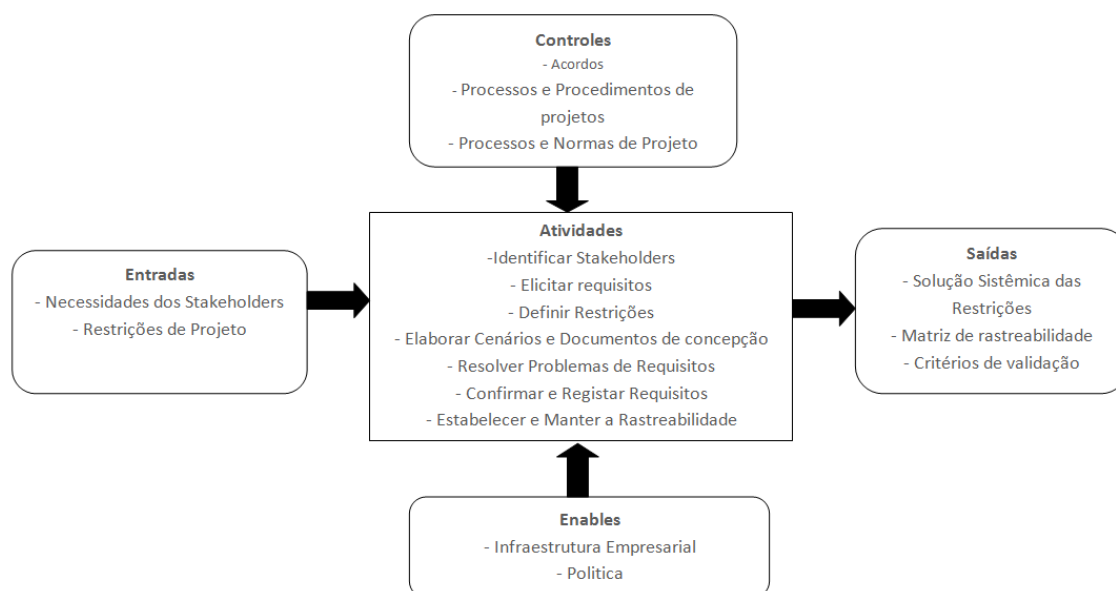 Controles
- Acordos
- Processos e Procedimentos de
projetos
- Processos e Normas de Projeto
Entradas
- Necessidades dos Stakeholders
- Restrições de Projeto
Atividades
-Identificar Stakeholders
- Elicitar requisitos
- Definir Restrições
- Elaborar Cenários e Documentos de concepção
- Resolver Problemas de Requisitos
- Confirmar e Registar Requisitos
- Estabelecer e Manter a Rastreabilidade
Saídas
- Solução Sistêmica das
Restrições
- Matriz de rastreabilidade
- Critérios de validação
Enables
- Infraestrutura Empresarial
- Politica